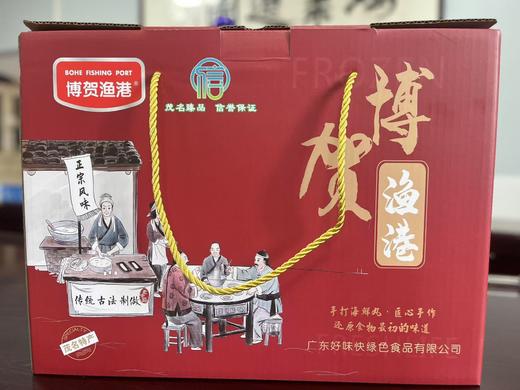 BOHE FISHING PORT
博贺渔港®
信
茂名臻品 信誉保证
FROZEN
博贺
渔港
正宗风味
传统古法制做
SPECIALTY
茂名特产
手打海鲜丸·匠心手作
还原食物最初的味道
广东好味快绿色食品有限公司